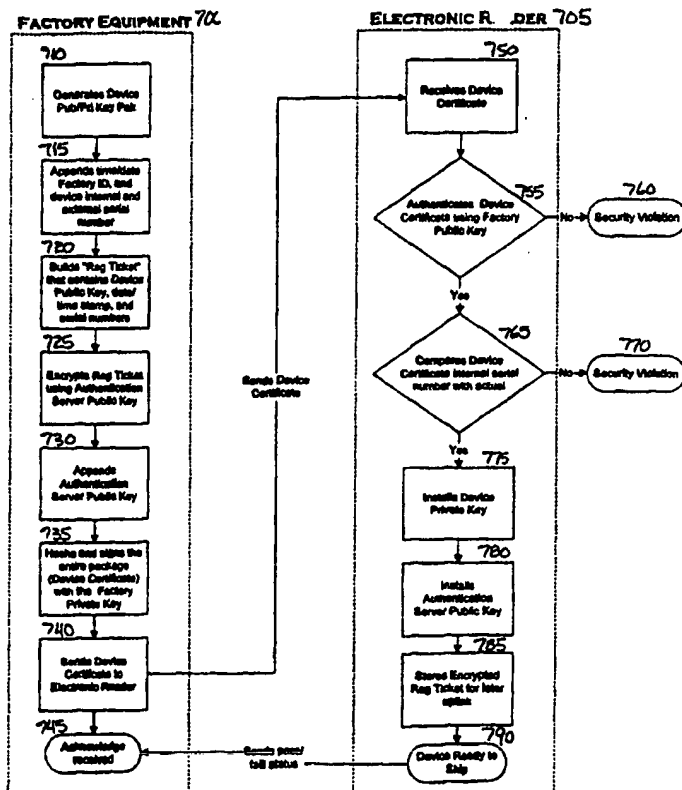 FACTORY EQUIPMENT 70
710
Generates Device
Pub/Pri Key Pair
715
Appends time/date
Factory ID, and
device internal and
external serial
number
720
Builds "Reg Ticket"
that contains Device
Public Key, date/
time stamp, and
serial numbers
725
Encrypts Reg Ticket
using Authentication
Server Public Key
730
Appends
Authentication
Server Public Key
735
Hashes and signs the
entire package
(Device Certificate)
with the Factory
Private Key
740
Sends Device
Certificate to
Electronic Reader
745
Acknowledge
received
Sends Device
Certificate
Sends pass/
fail status
ELECTRONIC R DER 705
750
Receives Device
Certificate
755
Authenticates Device
Certificate using Factory
Public Key
No
760
Security Violation
Yes
765
Compares Device
Certificate internal serial
number with actual
No
770
Security Violation
Yes
775
Installs Device
Private Key
780
Installs
Authentication
Server Public Key
785
Stores Encrypted
Reg Ticket for later
uplink
790
Device Ready to
Ship